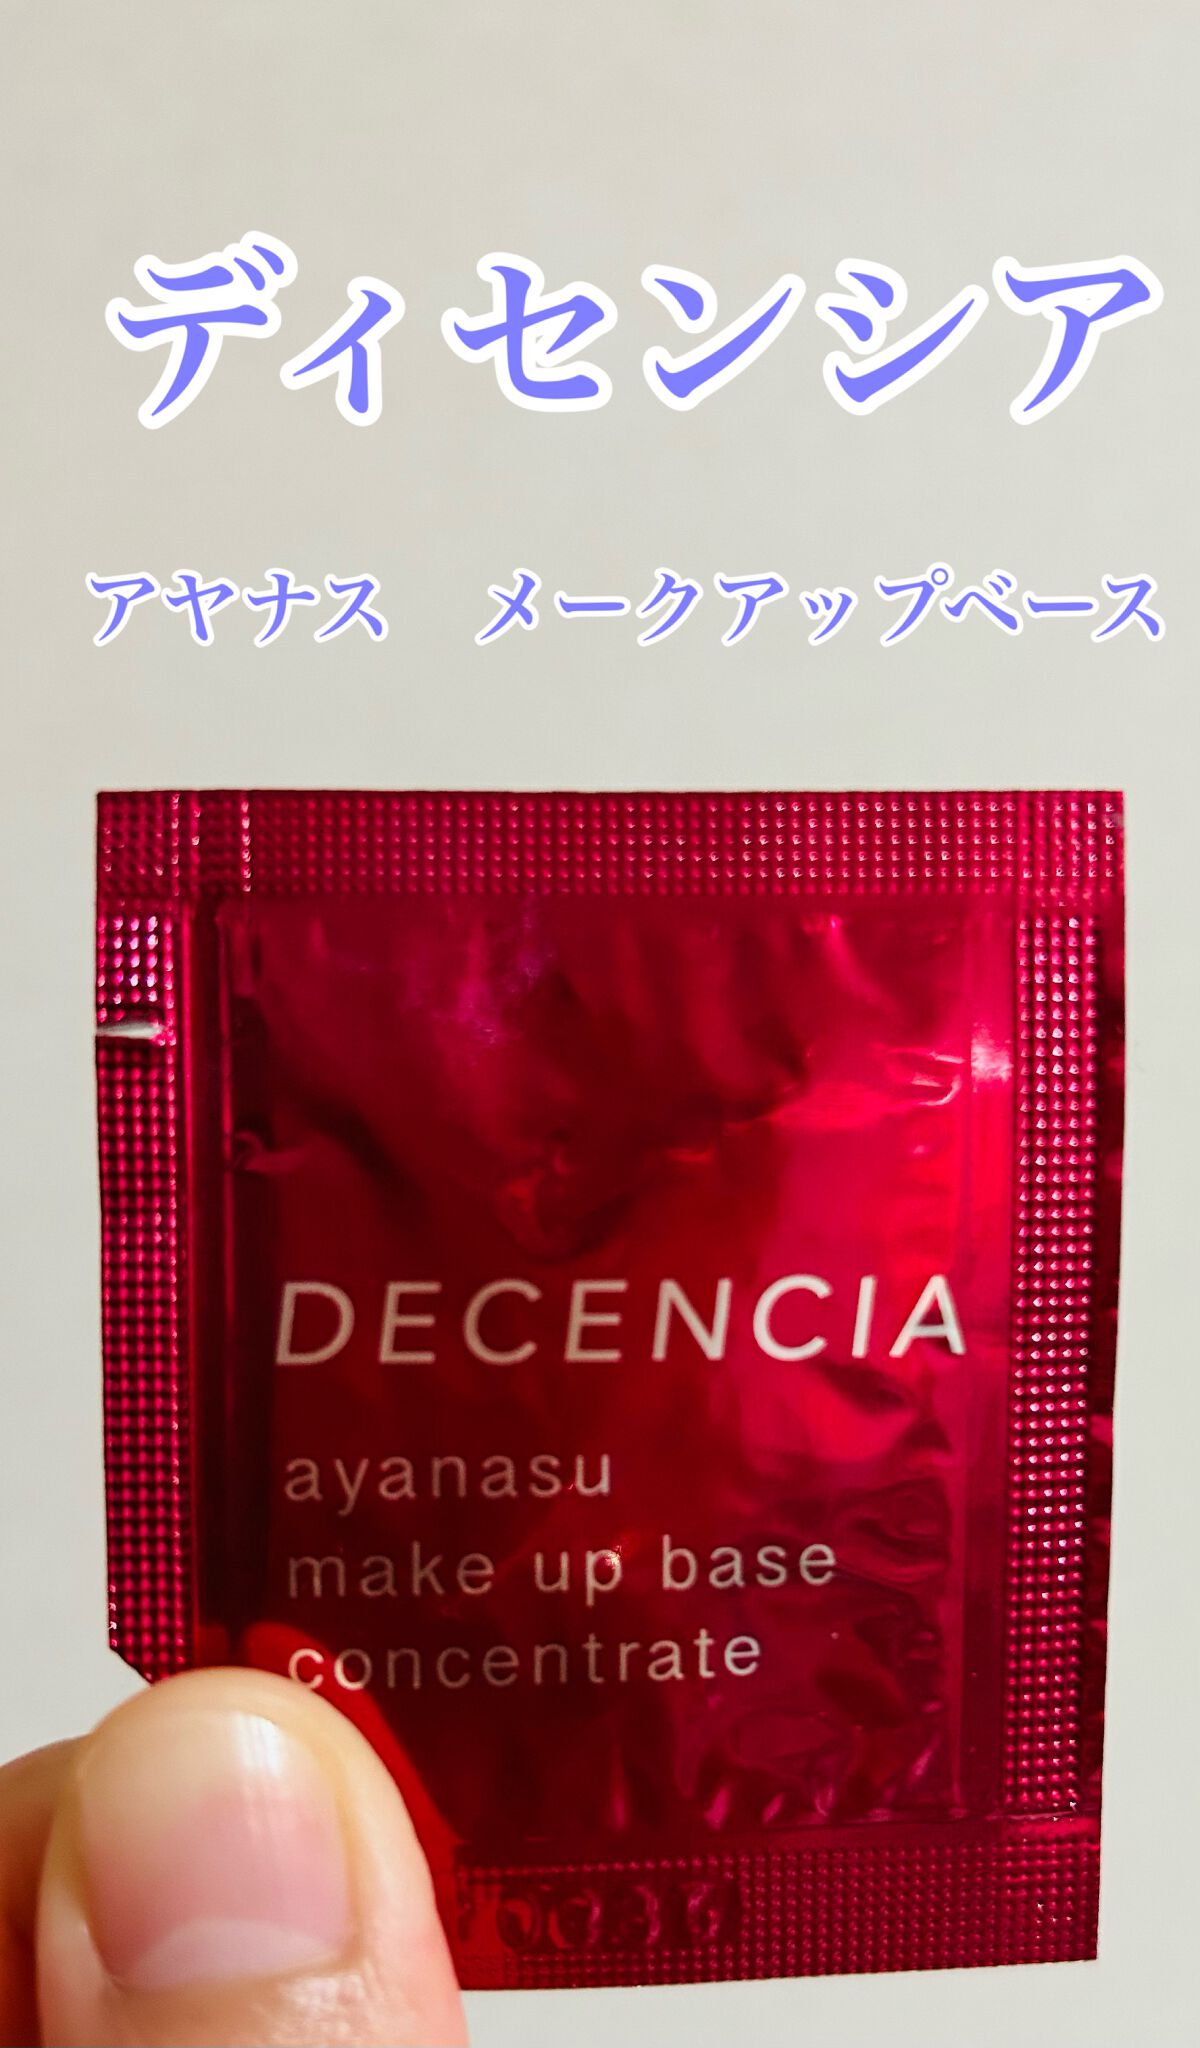 ディセンシア
アヤナス　メークアップベース
DECENCIA
ayanasu
make up base
concentrate